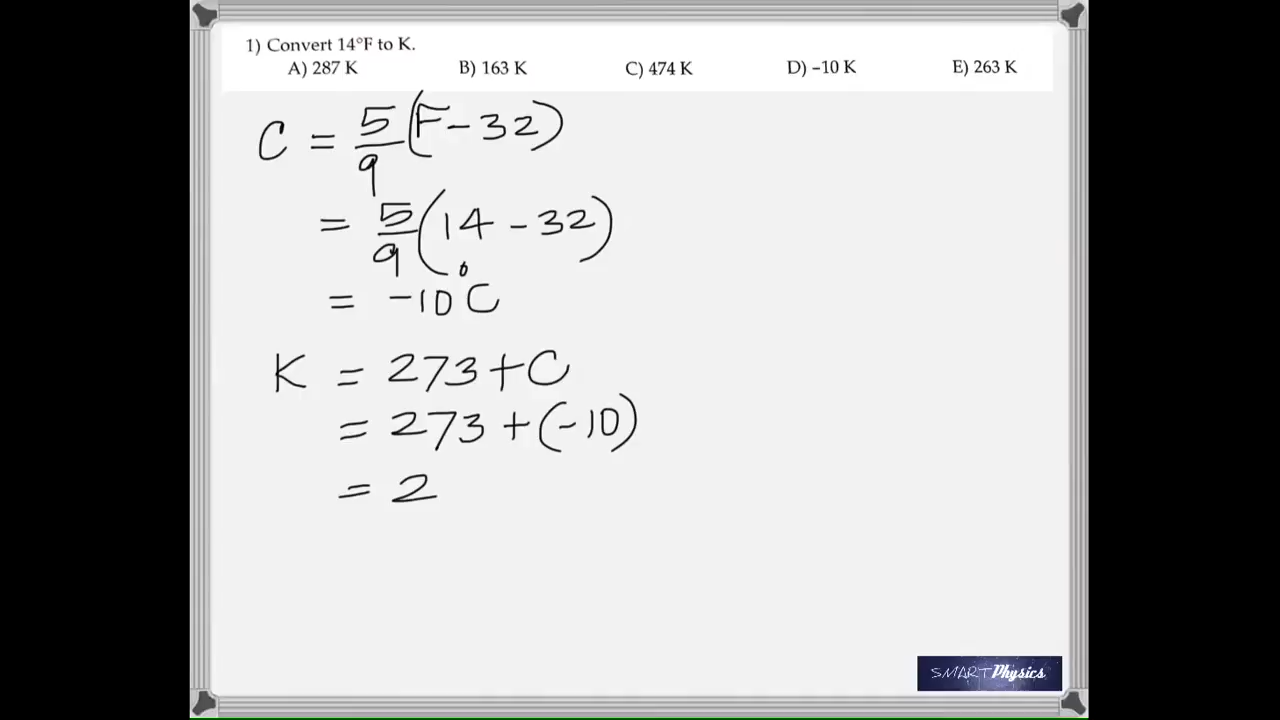 1) Convert 14°F to K.
A) 287 K B) 163 K C) 474 K D) –10 K E) 263 K
C = 5/9 (F - 32)
= 5/9 (14 - 32)
= -10°C
K = 273 + C
= 273 + (-10)
= 2
SMART Physics